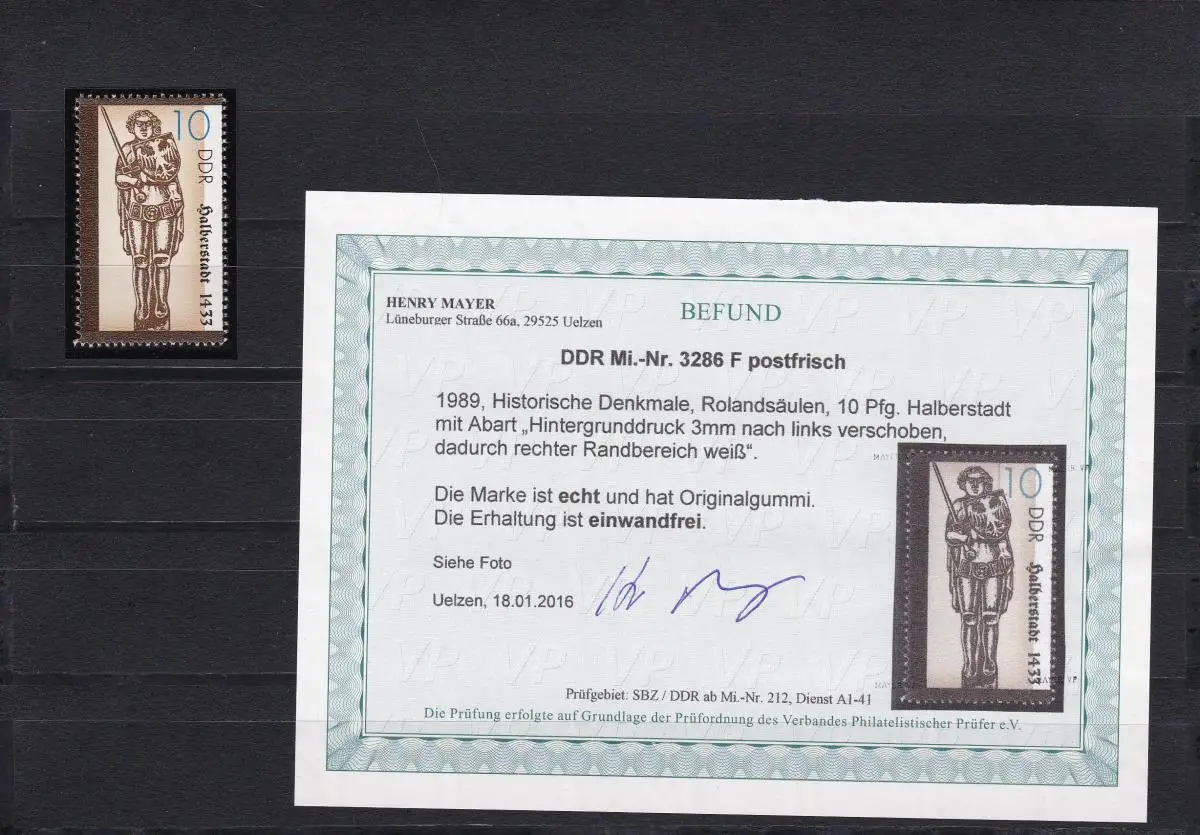 10
DDR
Halberstadt 1433
HENRY MAYER
Lüneburger Straße 66a, 29525 Uelzen
BEFUND
DDR Mi.-Nr. 3286 F postfrisch
1989, Historische Denkmale, Rolandsäulen, 10 Pfg. Halberstadt
mit Abart „Hintergrunddruck 3mm nach links verschoben,
dadurch rechter Randbereich weiß“.
Die Marke ist echt und hat Originalgummi.
Die Erhaltung ist einwandfrei.
Siehe Foto
Uelzen, 18.01.2016
10
DDR
Halberstadt 1433
Prüfgebiet: SBZ / DDR ab Mi.-Nr. 212, Dienst A1-41
Die Prüfung erfolgte auf Grundlage der Prüfordnung des Verbandes Philatelistischer Prüfer e.V.